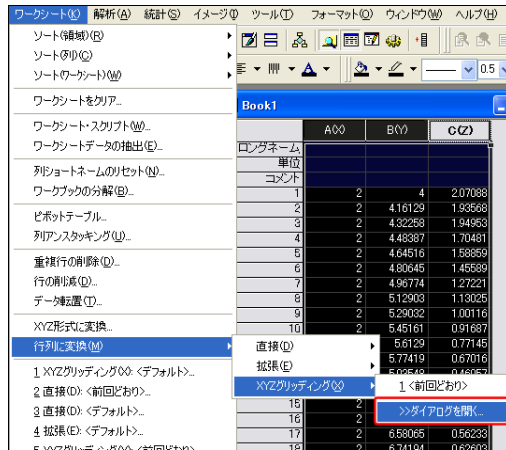 ワークシート(K) 解析(A) 統計(S) イメージ(I) ツール(T) フォーマット(O) ウィンドウ(W) ヘルプ(H)
ソート(領域)(R)
ソート(列)(C)
ソート(ワークシート)(W)
ワークシートをクリア...
ワークシート・スクリプト(W)...
ワークシートデータの抽出(E)...
列ショートネームのリセット(N)...
ワークブックの分解(B)...
ピボットテーブル...
列アンスタッキング(U)...
重複行の削除(D)...
行の削減(D)...
データ転置(T)...
XYZ形式に変換...
行列に変換(M)
1 XYZグリッディング(X): <デフォルト>...
2 直接(D): <前回どおり>...
3 直接(D): <デフォルト>...
4 拡張(E): <デフォルト>...
直接(D)
拡張(E)
XYZグリッディング(X)
1 <前回どおり>
>>ダイアログを開く...
0.5
Book1
A(X) B(Y) C(Z)
ロングネーム
単位
コメント
1 2 4 2.07088
2 2 4.16129 1.93568
3 2 4.32258 1.94953
4 2 4.48387 1.70481
5 2 4.64516 1.58859
6 2 4.80645 1.45589
7 2 4.96774 1.27221
8 2 5.12903 1.13025
9 2 5.29032 1.00116
10 2 5.45161 0.91687
5.6129 0.77145
5.77419 0.67016
15 2
16 2
17 2 6.58065 0.56233
18 2 6.74194 0.62603